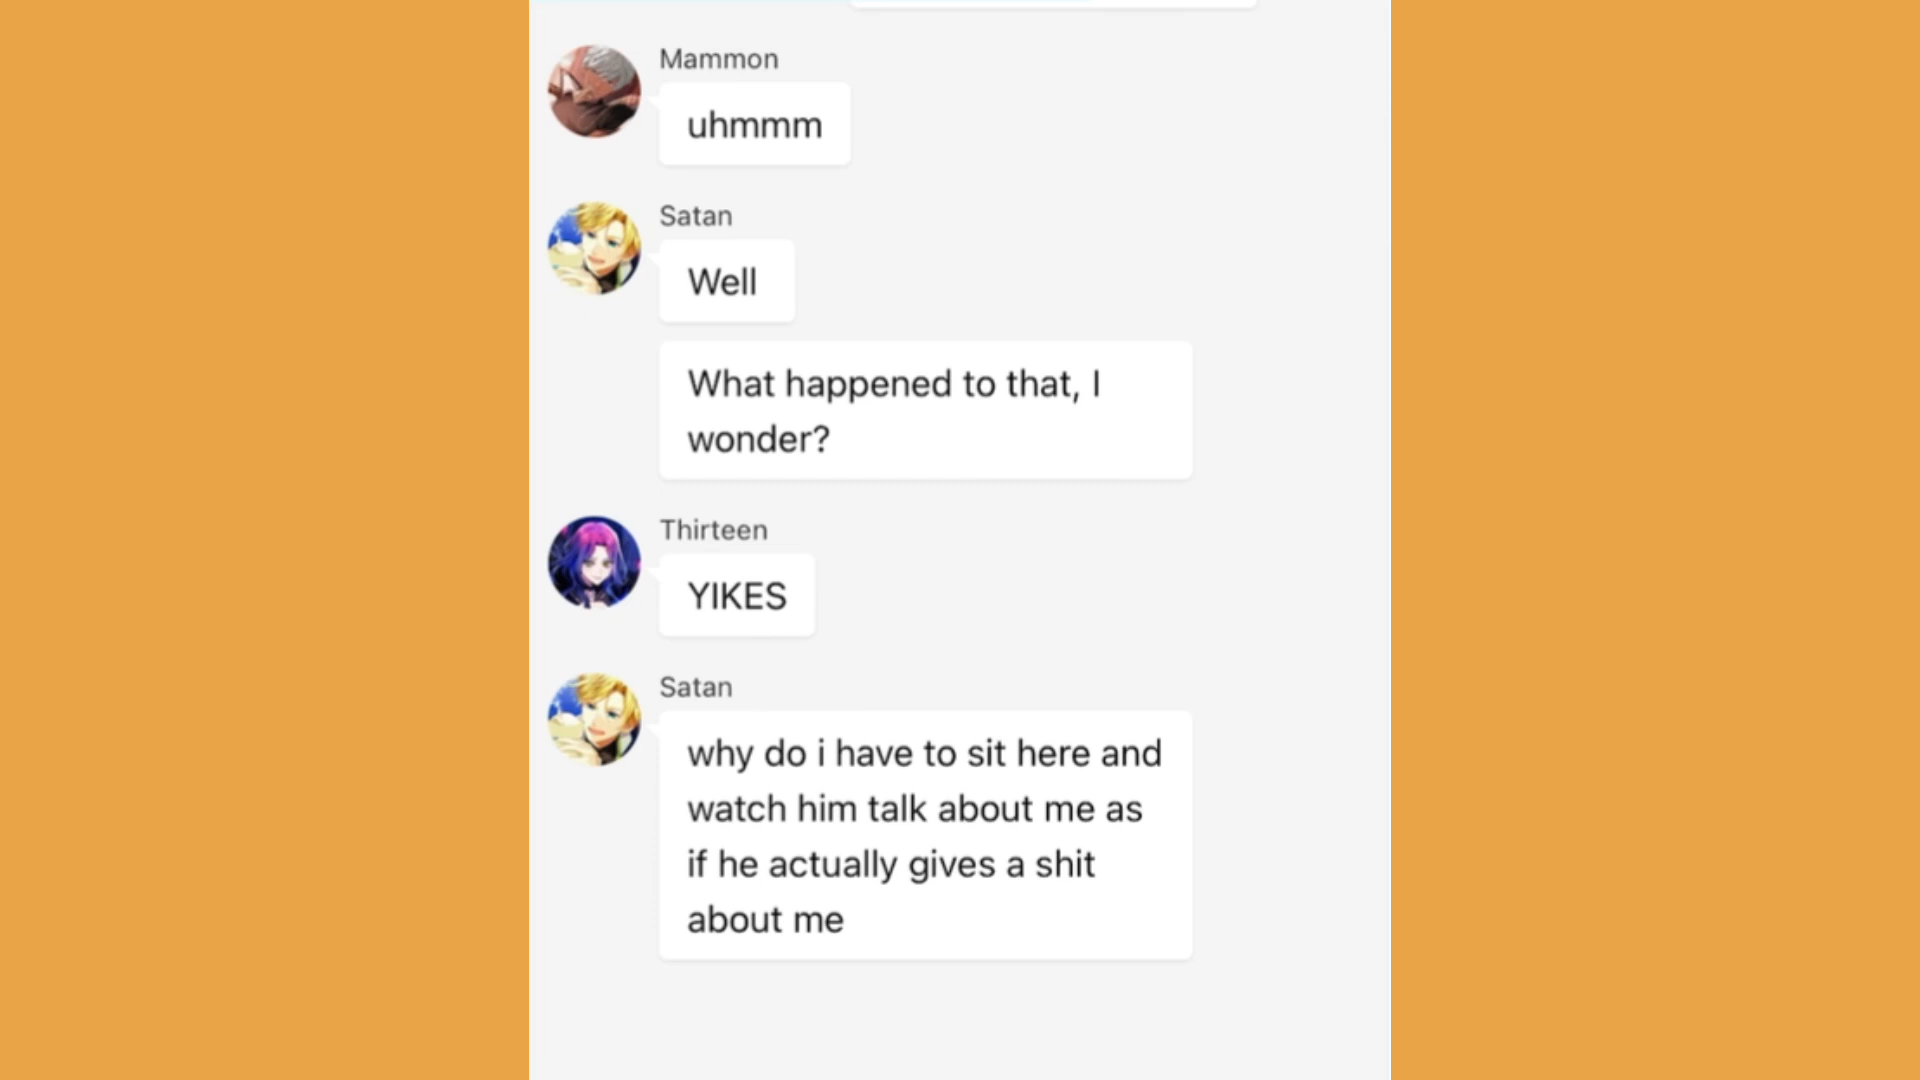 Mammon
uhmmm
Satan
Well
What happened to that, I
wonder?
Thirteen
YIKES
Satan
why do i have to sit here and
watch him talk about me as
if he actually gives a shit
about me